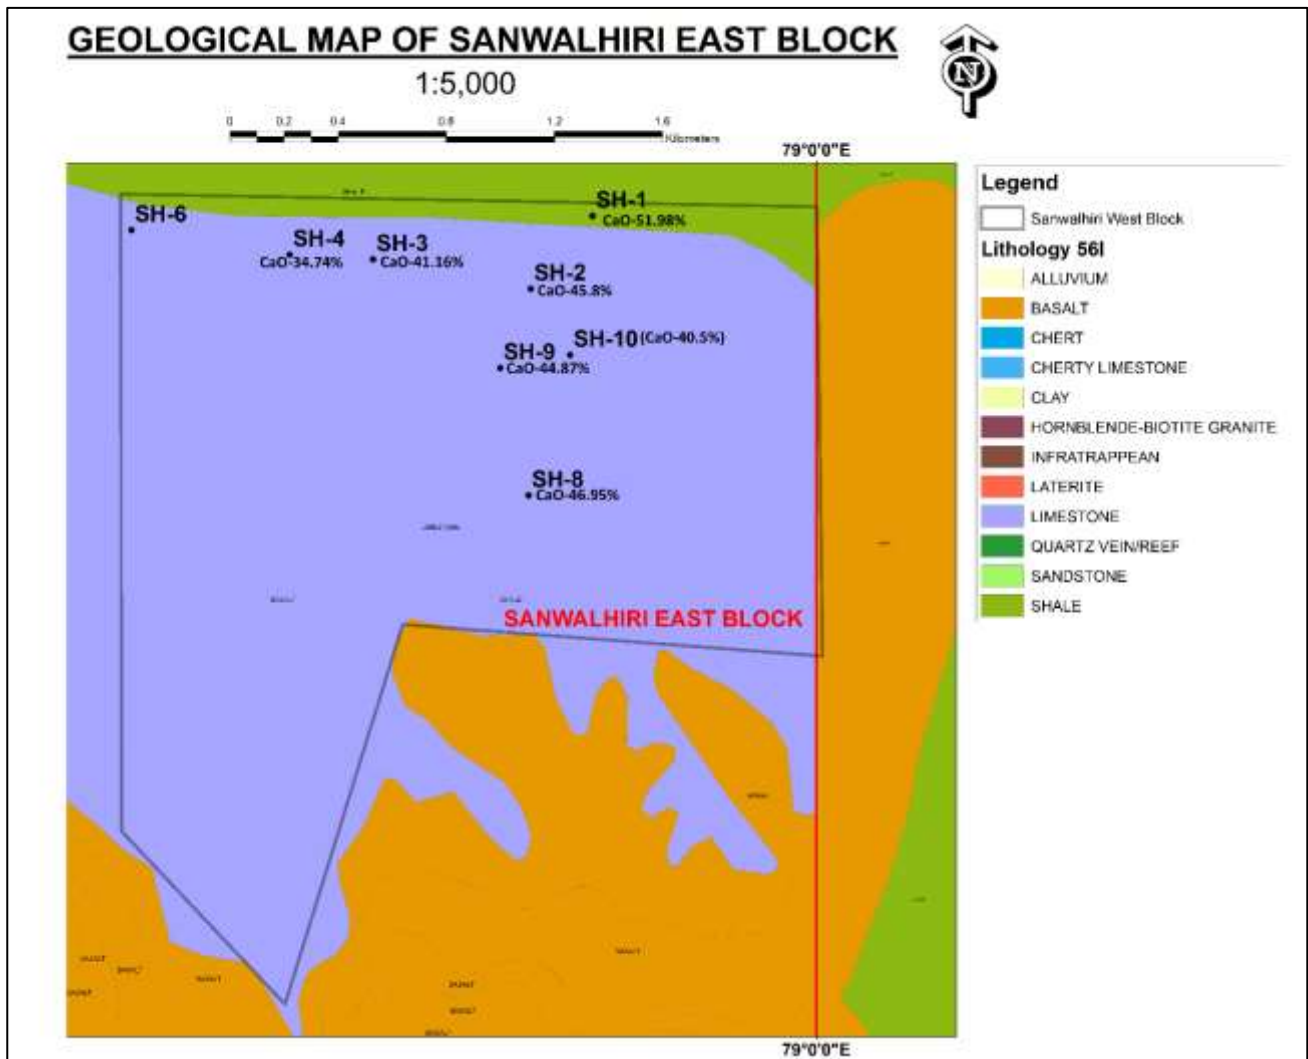 GEOLOGICAL MAP OF SANWALHIRI EAST BLOCK
1:5,000
N
0 0.2 0.4 0.8 1.2 1.6
Kilometers
79°0'0"E
SH-6
SH-1
CaO-51.98%
SH-4
CaO-34.74%
SH-3
CaO-41.16%
SH-2
CaO-45.8%
SH-10 (CaO-40.5%)
SH-9
CaO-44.87%
SH-8
CaO-46.95%
SANWALHIRI EAST BLOCK
BASALT
BASALT
BASALT
79°0'0"E
Legend
Sanwalhiri West Block
Lithology 56l
ALLUVIUM
BASALT
CHERT
CHERTY LIMESTONE
CLAY
HORNBLENDE-BIOTITE GRANITE
INFRATRAPPEAN
LATERITE
LIMESTONE
QUARTZ VEIN/REEF
SANDSTONE
SHALE